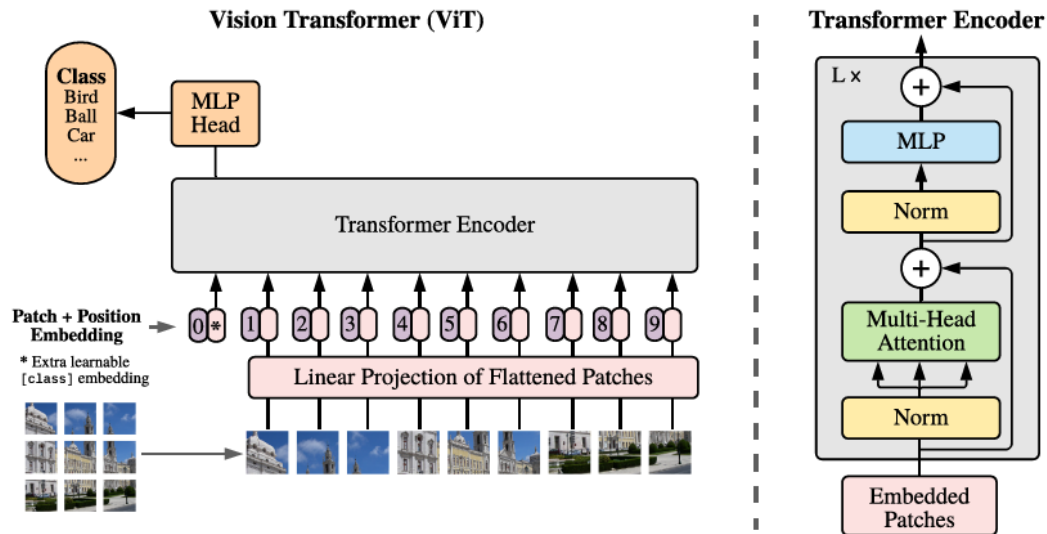 Vision Transformer (ViT)
Class
Bird
Ball
Car
...
MLP
Head
Transformer Encoder
Patch + Position
Embedding
0 * 1 2 3 4 5 6 7 8 9
* Extra learnable
[class] embedding
Linear Projection of Flattened Patches
Transformer Encoder
L ×
+
MLP
Norm
+
Multi-Head
Attention
Norm
Embedded
Patches